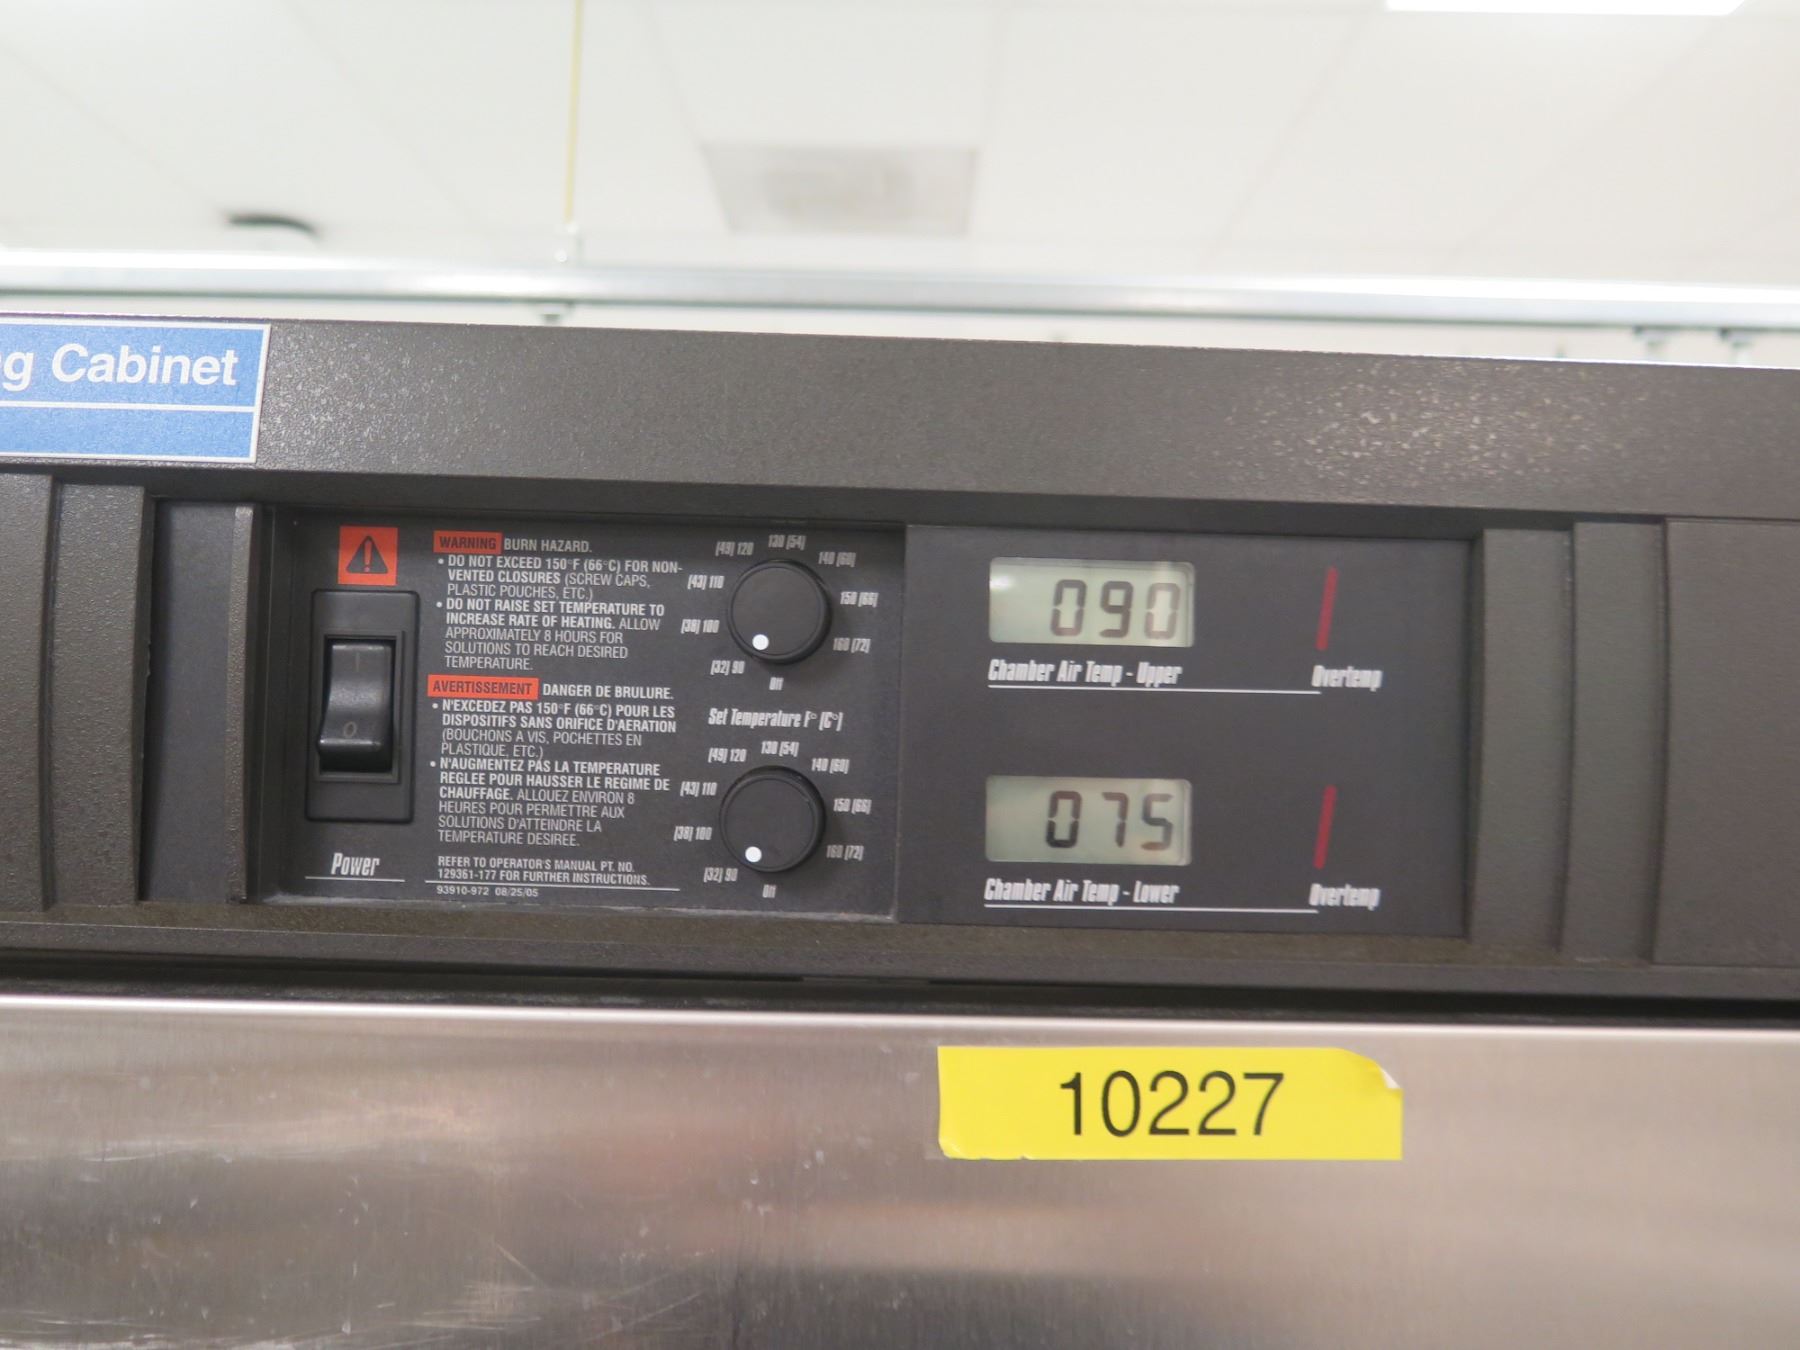 g Cabinet
WARNING BURN HAZARD.
• DO NOT EXCEED 150°F (66°C) FOR NON-
VENTED CLOSURES (SCREW CAPS,
PLASTIC POUCHES, ETC.)
• DO NOT RAISE SET TEMPERATURE TO
INCREASE RATE OF HEATING. ALLOW
APPROXIMATELY 8 HOURS FOR
SOLUTIONS TO REACH DESIRED
TEMPERATURE.
AVERTISSEMENT DANGER DE BRULURE.
• N'EXCEDEZ PAS 150°F (66°C) POUR LES
DISPOSITIFS SANS ORIFICE D'AERATION
(BOUCHONS A VIS, POCHETTES EN
PLASTIQUE, ETC.)
• N'AUGMENTEZ PAS LA TEMPERATURE
REGLEE POUR HAUSSER LE REGIME DE
CHAUFFAGE. ALLOUEZ ENVIRON 8
HEURES POUR PERMETTRE AUX
SOLUTIONS D'ATTEINDRE LA
TEMPERATURE DESIREE.
REFER TO OPERATOR'S MANUAL PT. NO.
129361-177 FOR FURTHER INSTRUCTIONS.
93910-972 08/25/05
0
Power
(49) 120 130 (54) 140 (60)
(43) 110 150 (66)
(38) 100 160 (72)
(32) 90 Off
Set Temperature F° (C°)
(49) 120 130 (54) 140 (60)
(43) 110 150 (66)
(38) 100 160 (72)
(32) 90 Off
090
Chamber Air Temp - Upper Overtemp
075
Chamber Air Temp - Lower Overtemp
10227